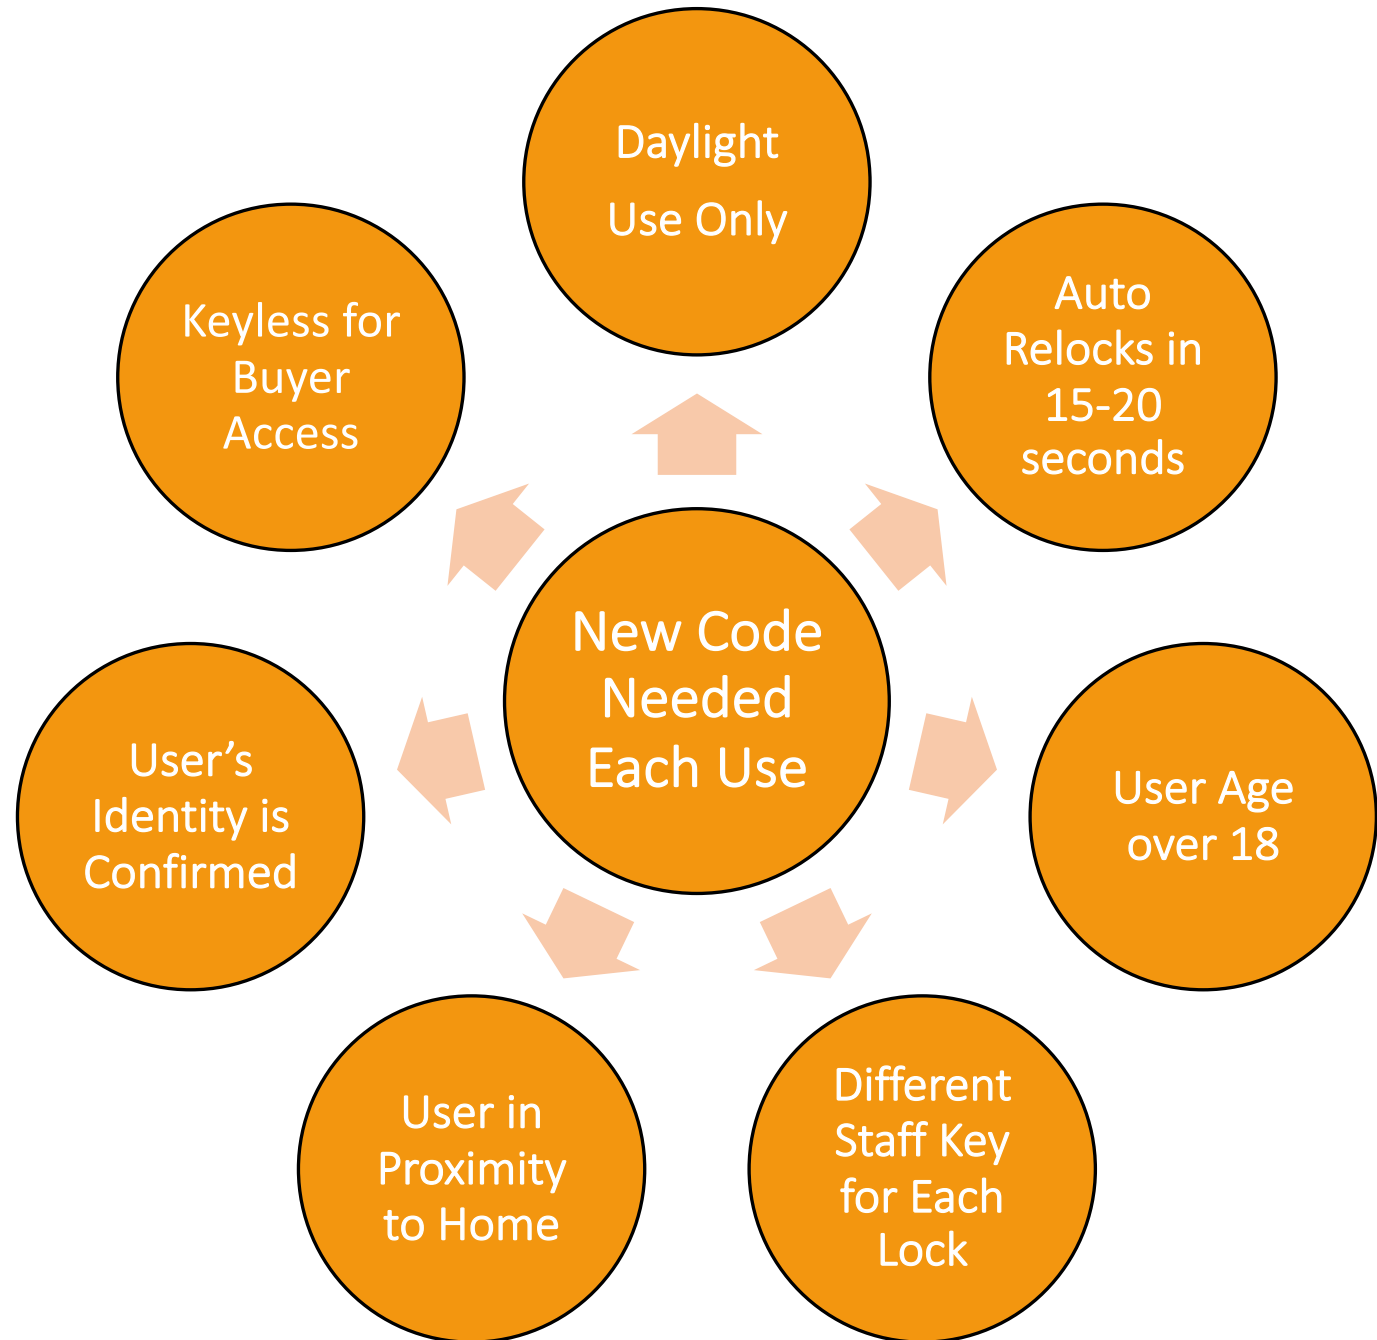 Daylight
Use Only
Auto
Relocks in
15-20
seconds
User Age
over 18
Different
Staff Key
for Each
Lock
User in
Proximity
to Home
User’s
Identity is
Confirmed
Keyless for
Buyer
Access
New Code
Needed
Each Use